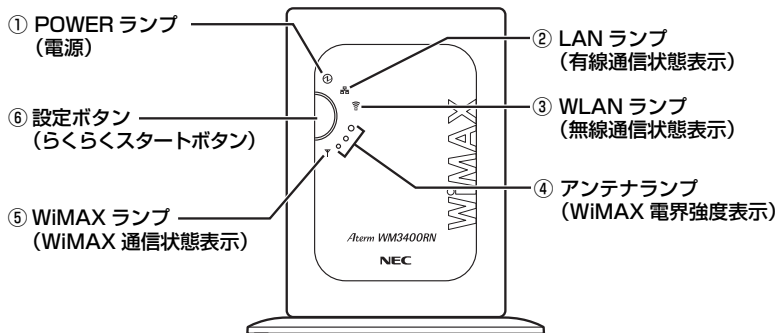 ① POWER ランプ
（電源）
② LAN ランプ
（有線通信状態表示）
③ WLAN ランプ
（無線通信状態表示）
⑥ 設定ボタン
（らくらくスタートボタン）
④ アンテナランプ
（WiMAX 電界強度表示）
⑤ WiMAX ランプ
（WiMAX 通信状態表示）
WiMAX
Aterm WM3400RN
NEC